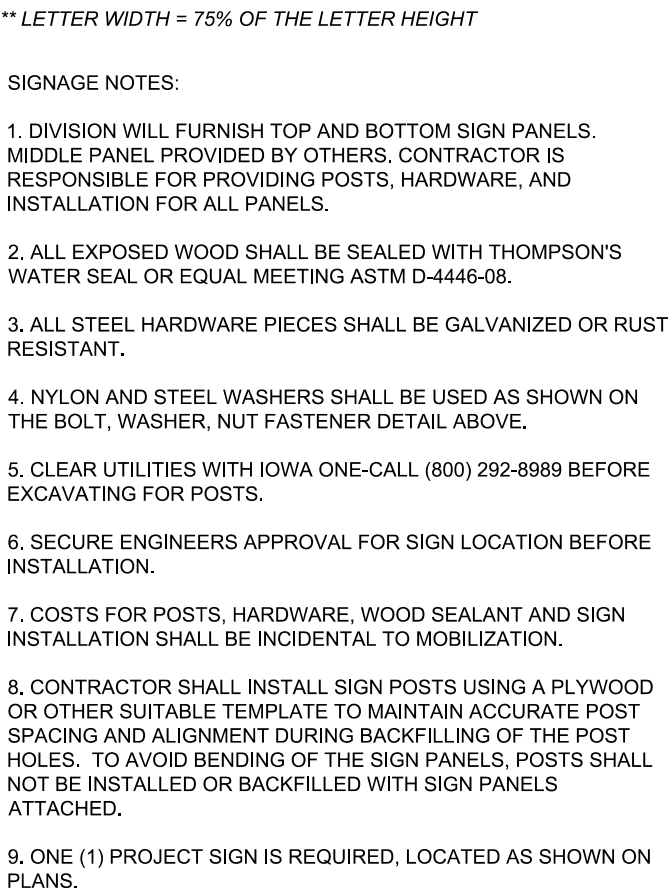 ** LETTER WIDTH = 75% OF THE LETTER HEIGHT
SIGNAGE NOTES:
1. DIVISION WILL FURNISH TOP AND BOTTOM SIGN PANELS.
MIDDLE PANEL PROVIDED BY OTHERS. CONTRACTOR IS
RESPONSIBLE FOR PROVIDING POSTS, HARDWARE, AND
INSTALLATION FOR ALL PANELS.
2. ALL EXPOSED WOOD SHALL BE SEALED WITH THOMPSON'S
WATER SEAL OR EQUAL MEETING ASTM D-4446-08.
3. ALL STEEL HARDWARE PIECES SHALL BE GALVANIZED OR RUST
RESISTANT.
4. NYLON AND STEEL WASHERS SHALL BE USED AS SHOWN ON
THE BOLT, WASHER, NUT FASTENER DETAIL ABOVE.
5. CLEAR UTILITIES WITH IOWA ONE-CALL (800) 292-8989 BEFORE
EXCAVATING FOR POSTS.
6. SECURE ENGINEERS APPROVAL FOR SIGN LOCATION BEFORE
INSTALLATION.
7. COSTS FOR POSTS, HARDWARE, WOOD SEALANT AND SIGN
INSTALLATION SHALL BE INCIDENTAL TO MOBILIZATION.
8. CONTRACTOR SHALL INSTALL SIGN POSTS USING A PLYWOOD
OR OTHER SUITABLE TEMPLATE TO MAINTAIN ACCURATE POST
SPACING AND ALIGNMENT DURING BACKFILLING OF THE POST
HOLES.  TO AVOID BENDING OF THE SIGN PANELS, POSTS SHALL
NOT BE INSTALLED OR BACKFILLED WITH SIGN PANELS
ATTACHED.
9. ONE (1) PROJECT SIGN IS REQUIRED, LOCATED AS SHOWN ON
PLANS.